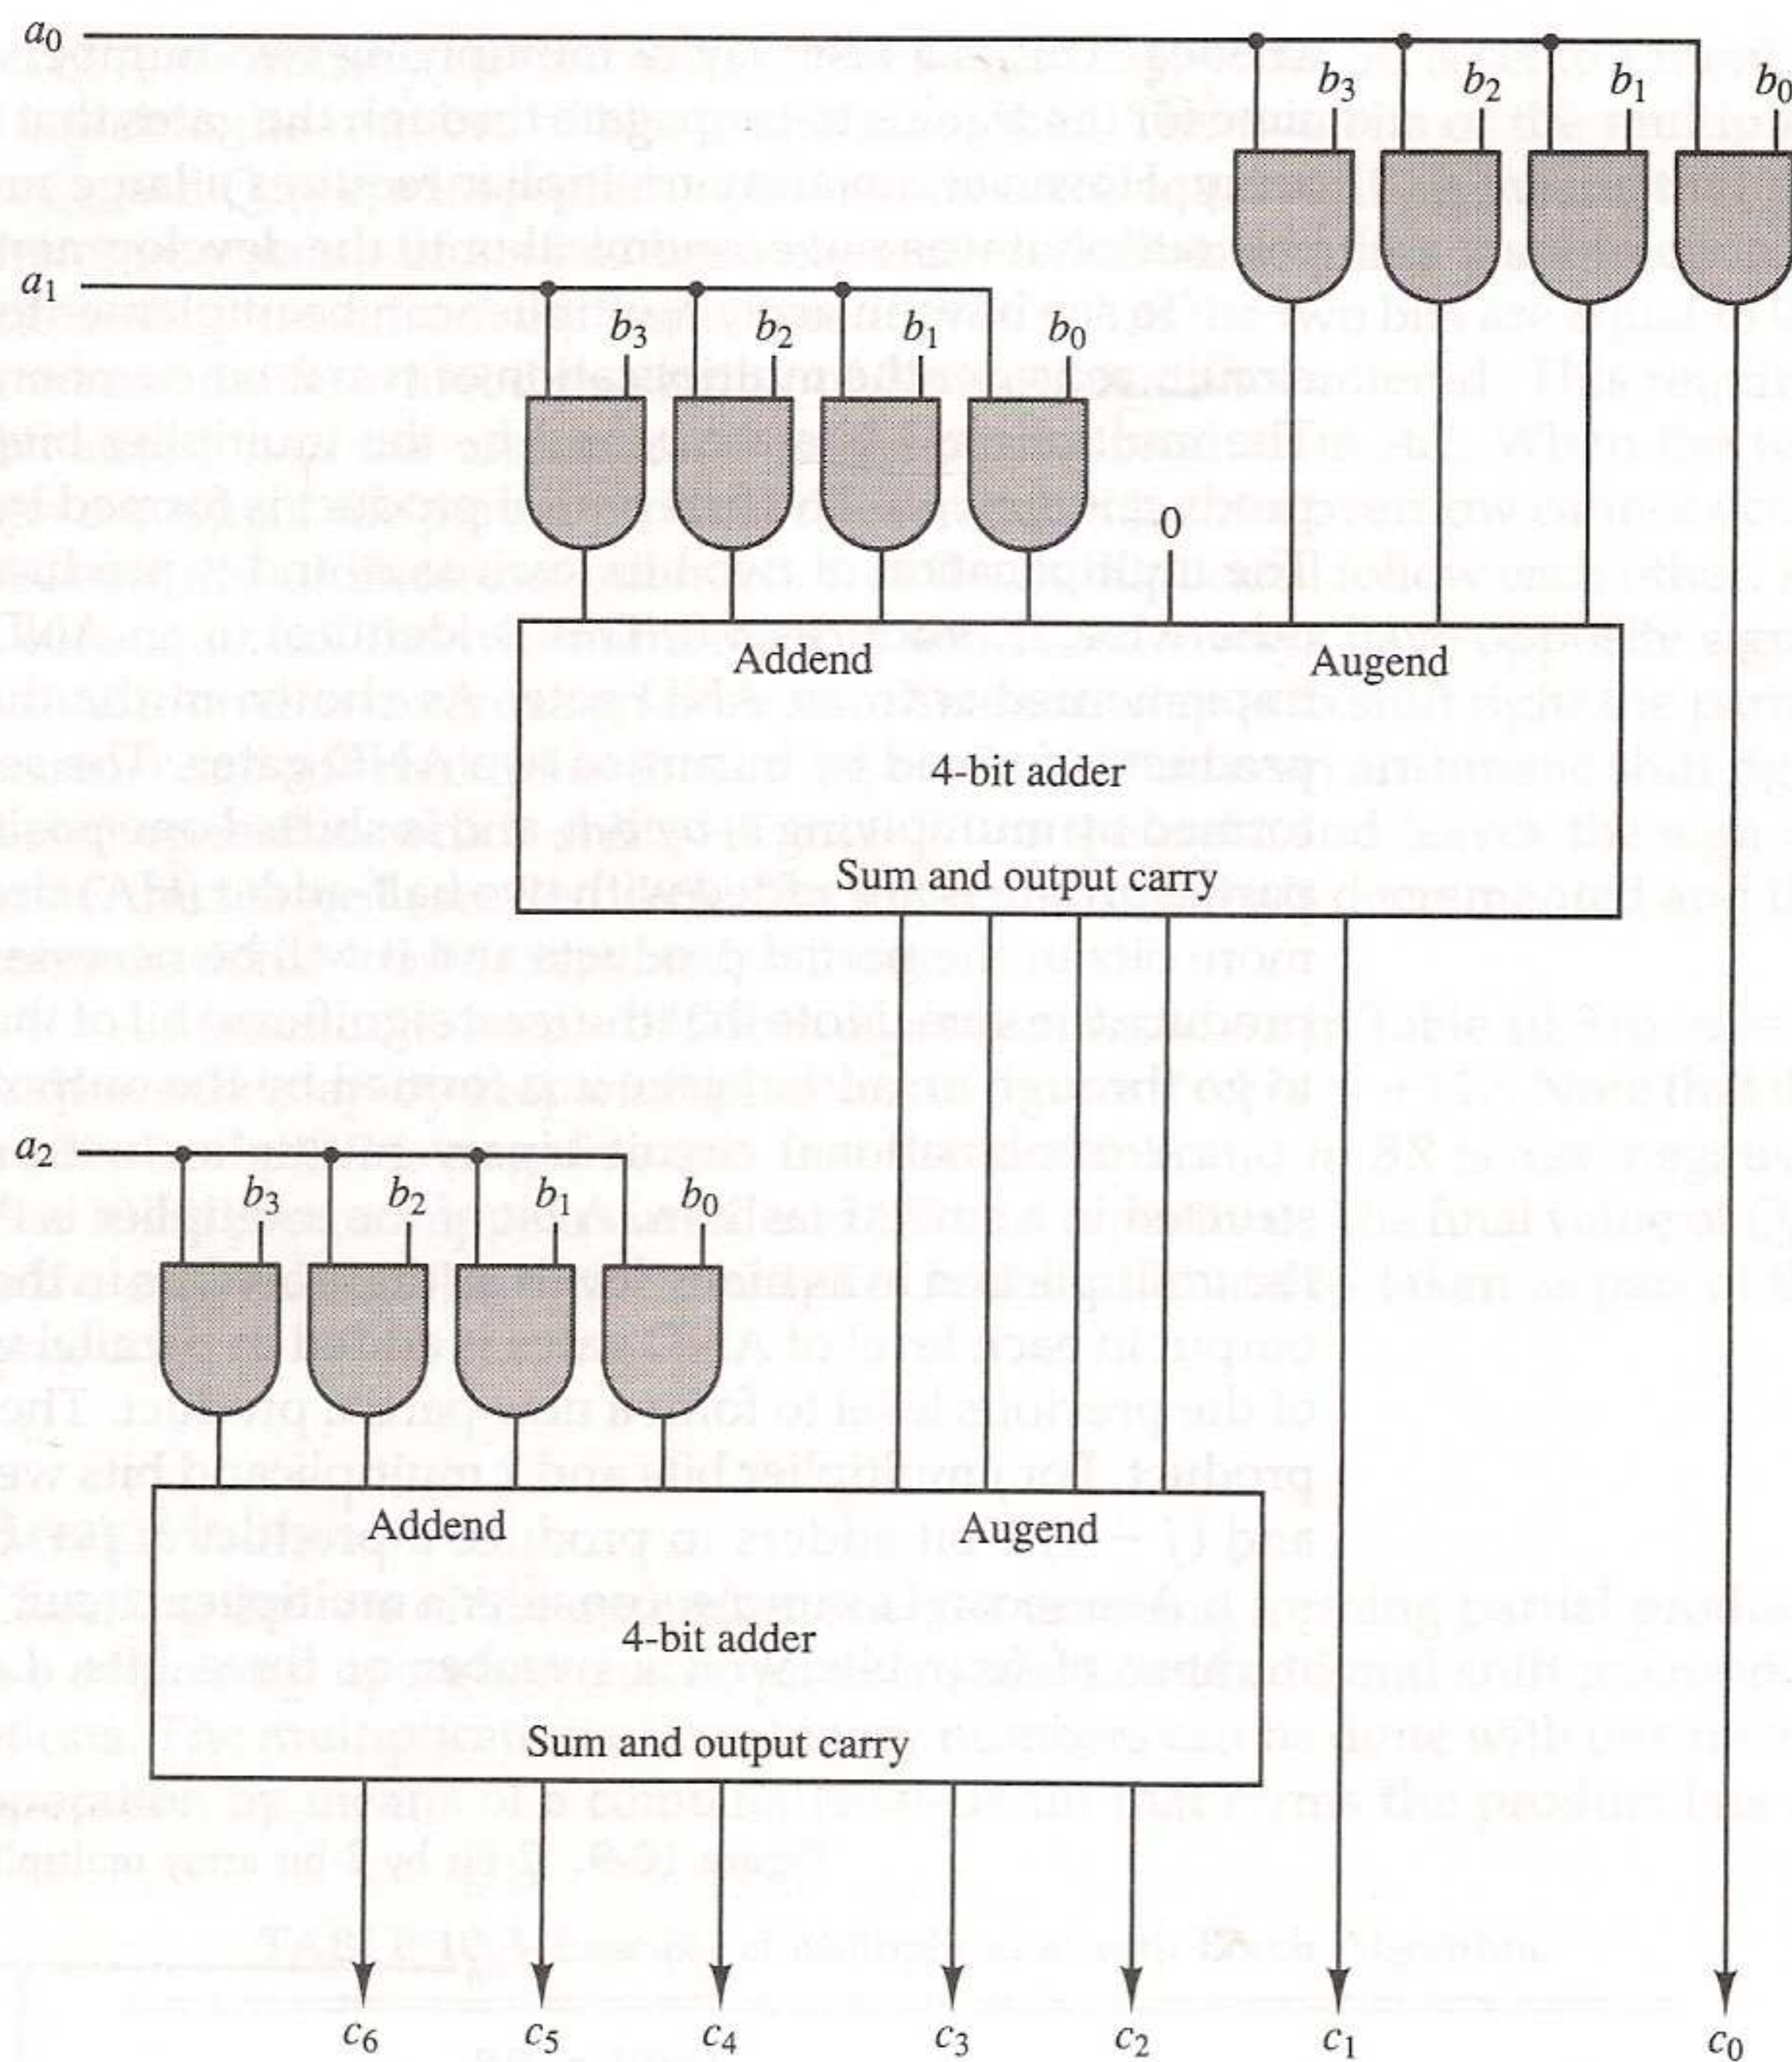 a0
b3 b2 b1 b0
a1
b3 b2 b1 b0
0
Addend Augend
4-bit adder
Sum and output carry
a2
b3 b2 b1 b0
Addend Augend
4-bit adder
Sum and output carry
c6 c5 c4 c3 c2 c1 c0